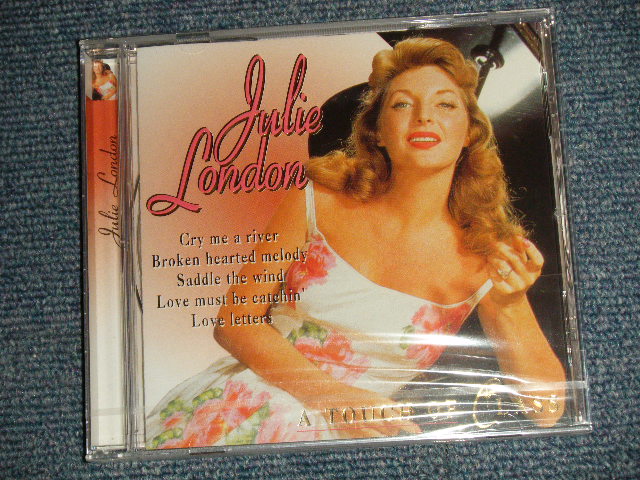 Julie London
Julie
London
Cry me a river
Broken hearted melody
Saddle the wind
Love must be catchin'
Love letters
A TOUCH OF CLASS